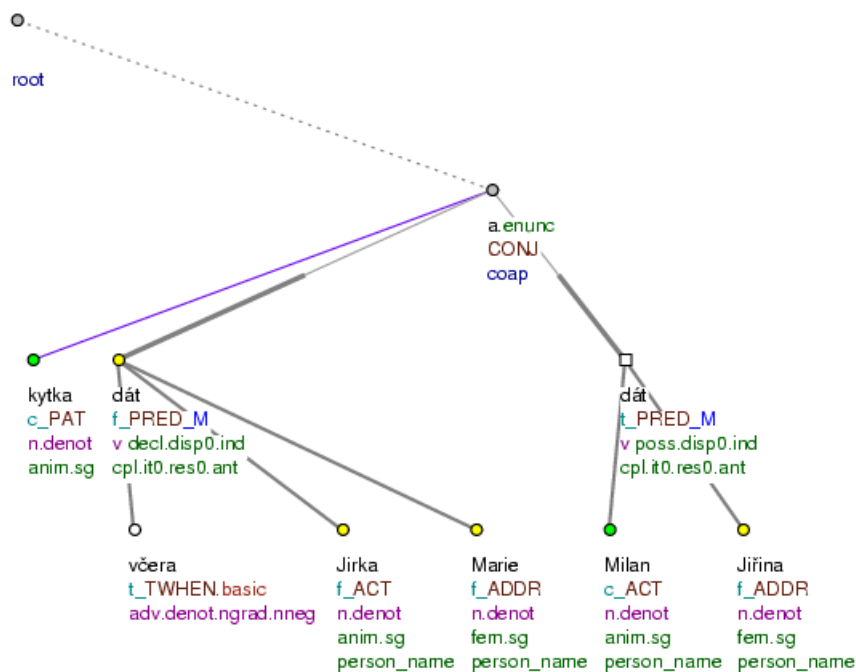 root
a.enunc
CONJ
coap
kytka
c_PAT
n.denot
anim.sg
dát
f_PRED_M
v decl.disp0.ind
cpl.it0.res0.ant
dát
t_PRED_M
v poss.disp0.ind
cpl.it0.res0.ant
včera
t_TWHEN.basic
adv.denot.ngrad.nneg
Jirka
f_ACT
n.denot
anim.sg
person_name
Marie
f_ADDR
n.denot
fem.sg
person_name
Milan
c_ACT
n.denot
anim.sg
person_name
Jiřina
f_ADDR
n.denot
fem.sg
person_name